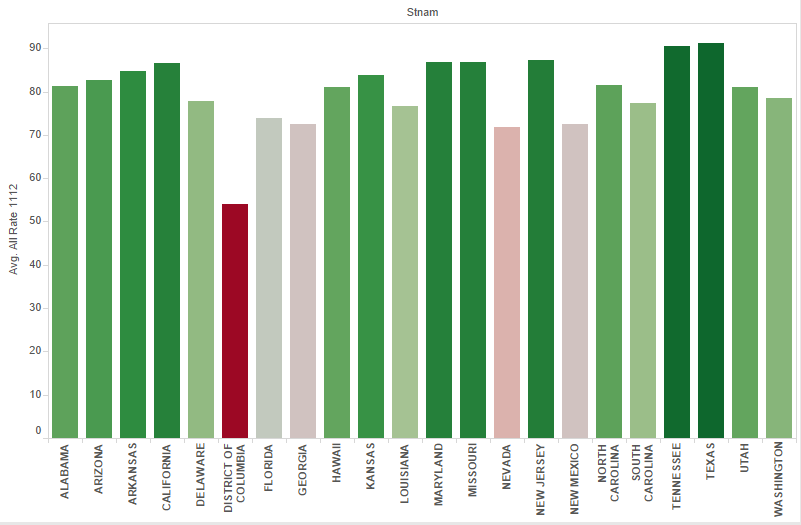 Stnam
Avg. All Rate 1112
90
80
70
60
50
40
30
20
10
0
ALABAMA
ARIZONA
ARKANSAS
CALIFORNIA
DELAWARE
DISTRICT OF
COLUMBIA
FLORIDA
GEORGIA
HAWAII
KANSAS
LOUISIANA
MARYLAND
MISSOURI
NEVADA
NEW JERSEY
NEW MEXICO
NORTH
CAROLINA
SOUTH
CAROLINA
TENNESSEE
TEXAS
UTAH
WASHINGTON